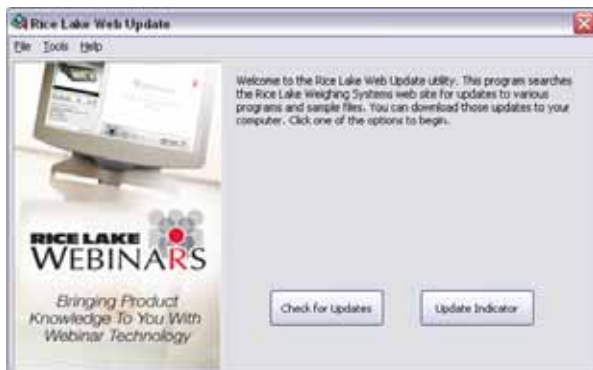 Rice Lake Web Update
File Tools Help
Welcome to the Rice Lake Web Update utility. This program searches
the Rice Lake Weighing Systems web site for updates to various
programs and sample files. You can download those updates to your
computer. Click one of the options to begin.
RICE LAKE
WEBINARS
Bringing Product
Knowledge To You With
Webinar Technology
Check for Updates
Update Indicator